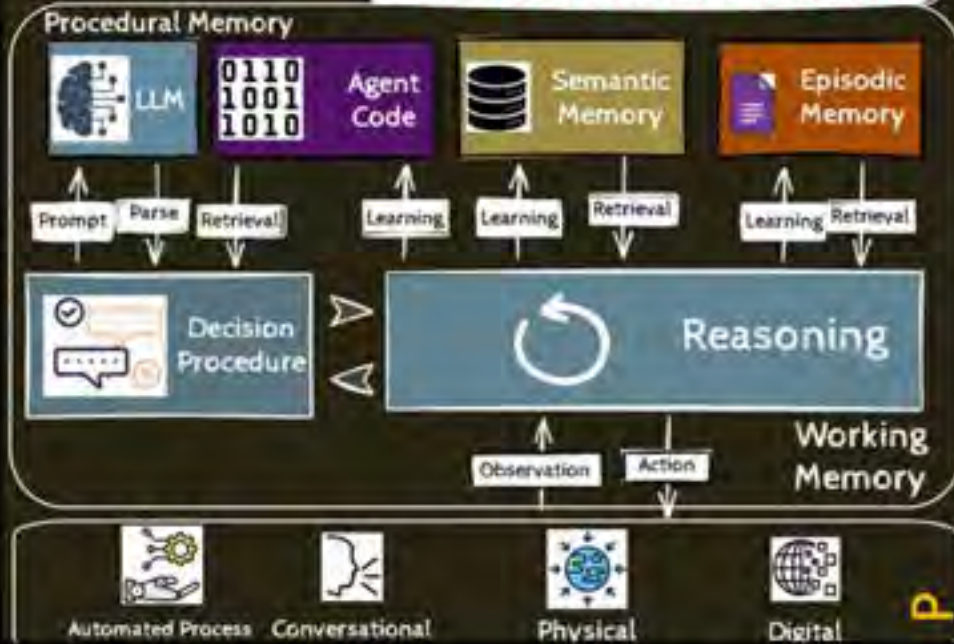 Procedural Memory
LLM
0110
1001
1010
Agent
Code
Semantic
Memory
Episodic
Memory
Prompt
Parse
Retrieval
Learning
Learning
Retrieval
Learning
Retrieval
Decision
Procedure
Reasoning
Working
Memory
Observation
Action
Automated Process
Conversational
Physical
Digital
P